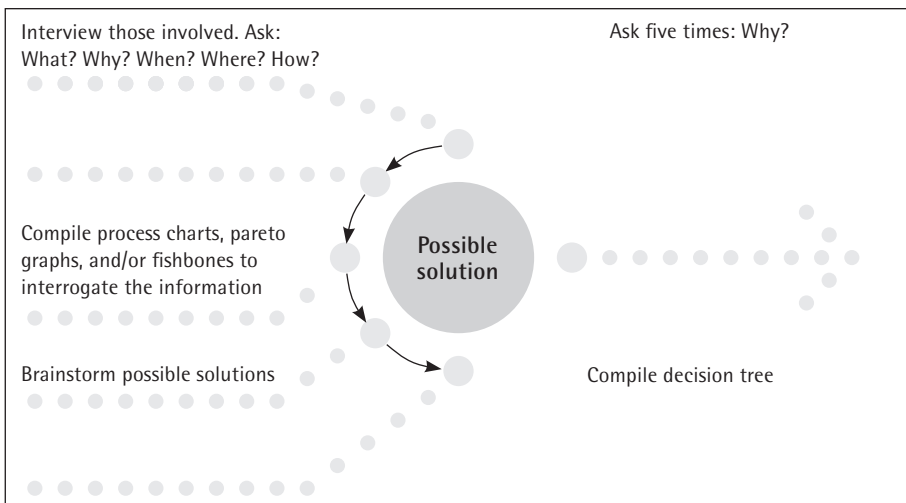 Interview those involved. Ask:
What? Why? When? Where? How?
Ask five times: Why?
Compile process charts, pareto
graphs, and/or fishbones to
interrogate the information
Possible
solution
Brainstorm possible solutions
Compile decision tree